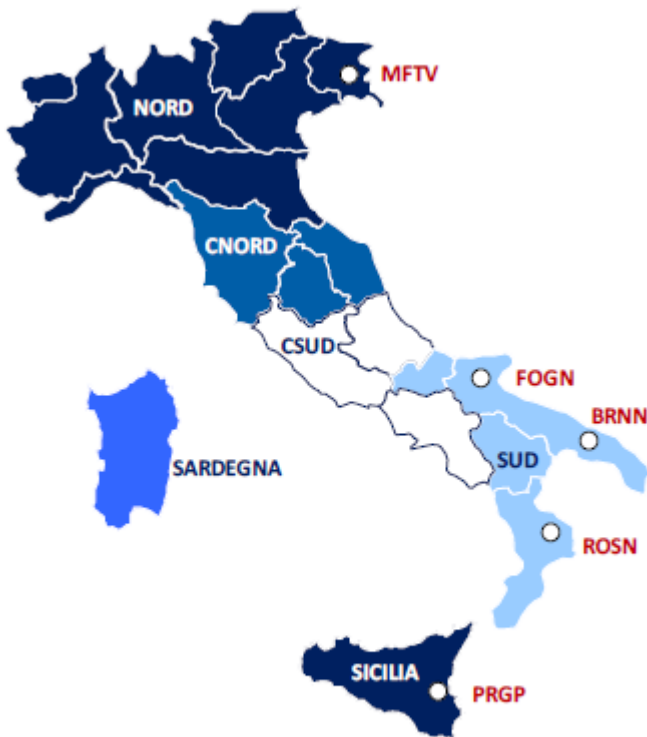 MFTV
NORD
CNORD
CSUD
FOGN
BRNN
SUD
SARDEGNA
ROSN
SICILIA
PRGP